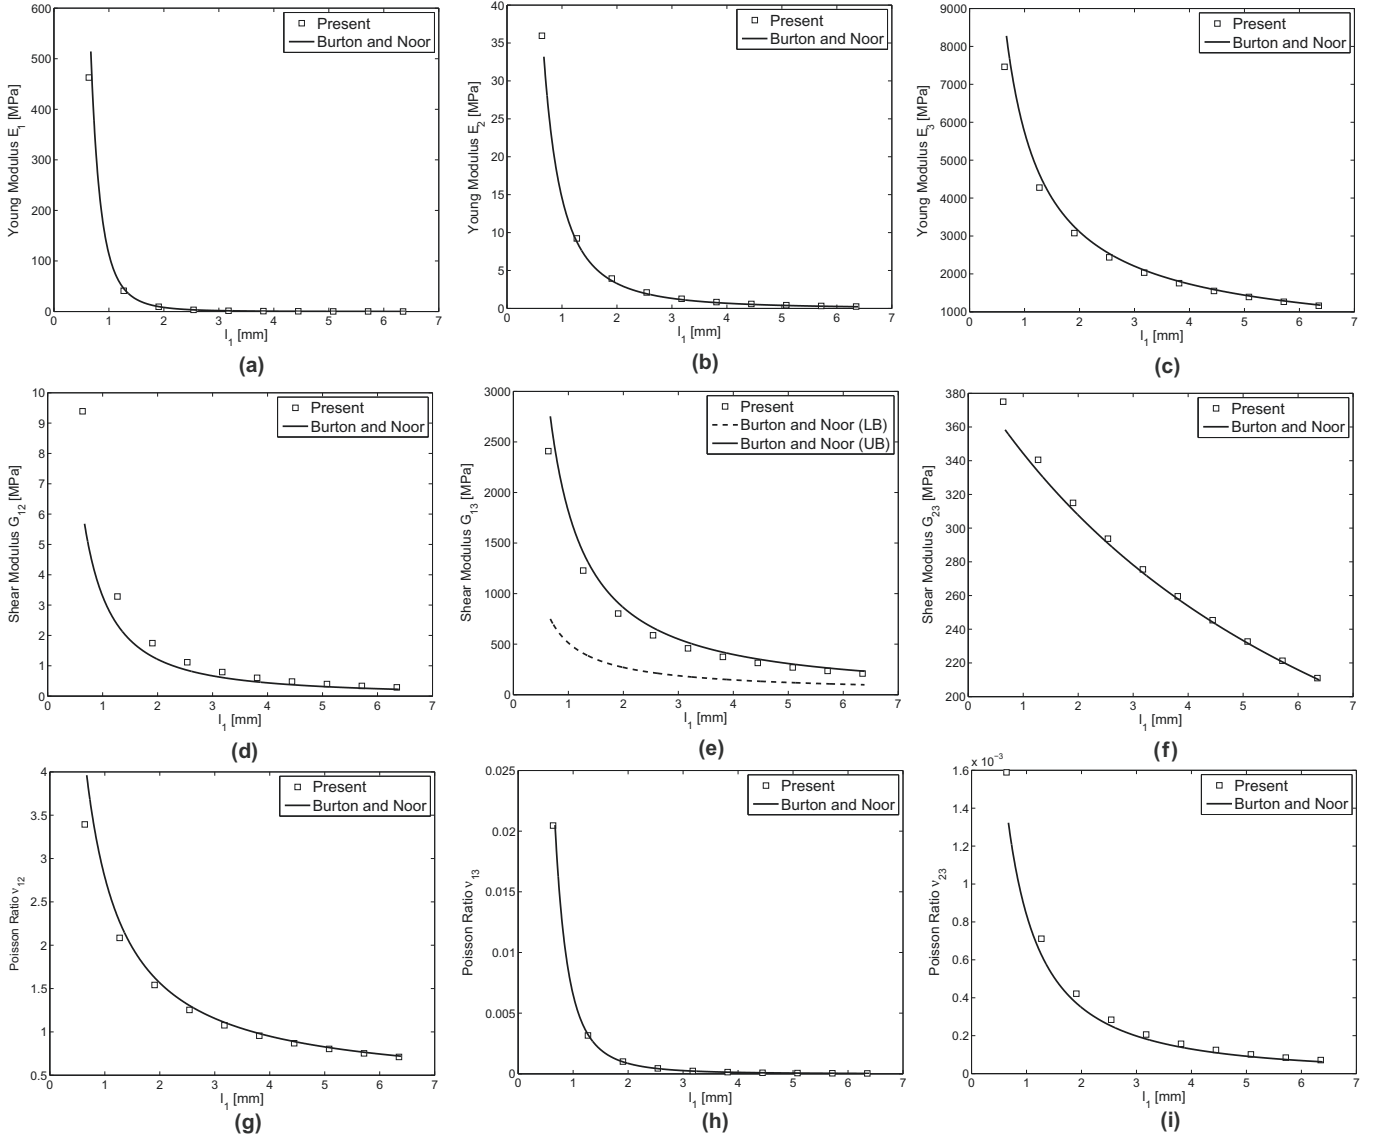 Present
Burton and Noor
Young Modulus E1 [MPa]
600
500
400
300
200
100
0
0 1 2 3 4 5 6 7
l1 [mm]
(a)
Present
Burton and Noor
Young Modulus E2 [MPa]
40
35
30
25
20
15
10
5
0
0 1 2 3 4 5 6 7
l1 [mm]
(b)
Present
Burton and Noor
Young Modulus E3 [MPa]
9000
8000
7000
6000
5000
4000
3000
2000
1000
0 1 2 3 4 5 6 7
l1 [mm]
(c)
Present
Burton and Noor
Shear Modulus G12 [MPa]
10
9
8
7
6
5
4
3
2
1
0
0 1 2 3 4 5 6 7
l1 [mm]
(d)
Present
Burton and Noor (LB)
Burton and Noor (UB)
Shear Modulus G13 [MPa]
3000
2500
2000
1500
1000
500
0
0 1 2 3 4 5 6 7
l1 [mm]
(e)
Present
Burton and Noor
Shear Modulus G23 [MPa]
380
360
340
320
300
280
260
240
220
200
0 1 2 3 4 5 6 7
l1 [mm]
(f)
Present
Burton and Noor
Poisson Ratio ν12
4
3.5
3
2.5
2
1.5
1
0.5
0 1 2 3 4 5 6 7
l1 [mm]
(g)
Present
Burton and Noor
Poisson Ratio ν13
0.025
0.02
0.015
0.01
0.005
0
0 1 2 3 4 5 6 7
l1 [mm]
(h)
x 10−3
Present
Burton and Noor
Poisson Ratio ν23
1.6
1.4
1.2
1
0.8
0.6
0.4
0.2
0
0 1 2 3 4 5 6 7
l1 [mm]
(i)